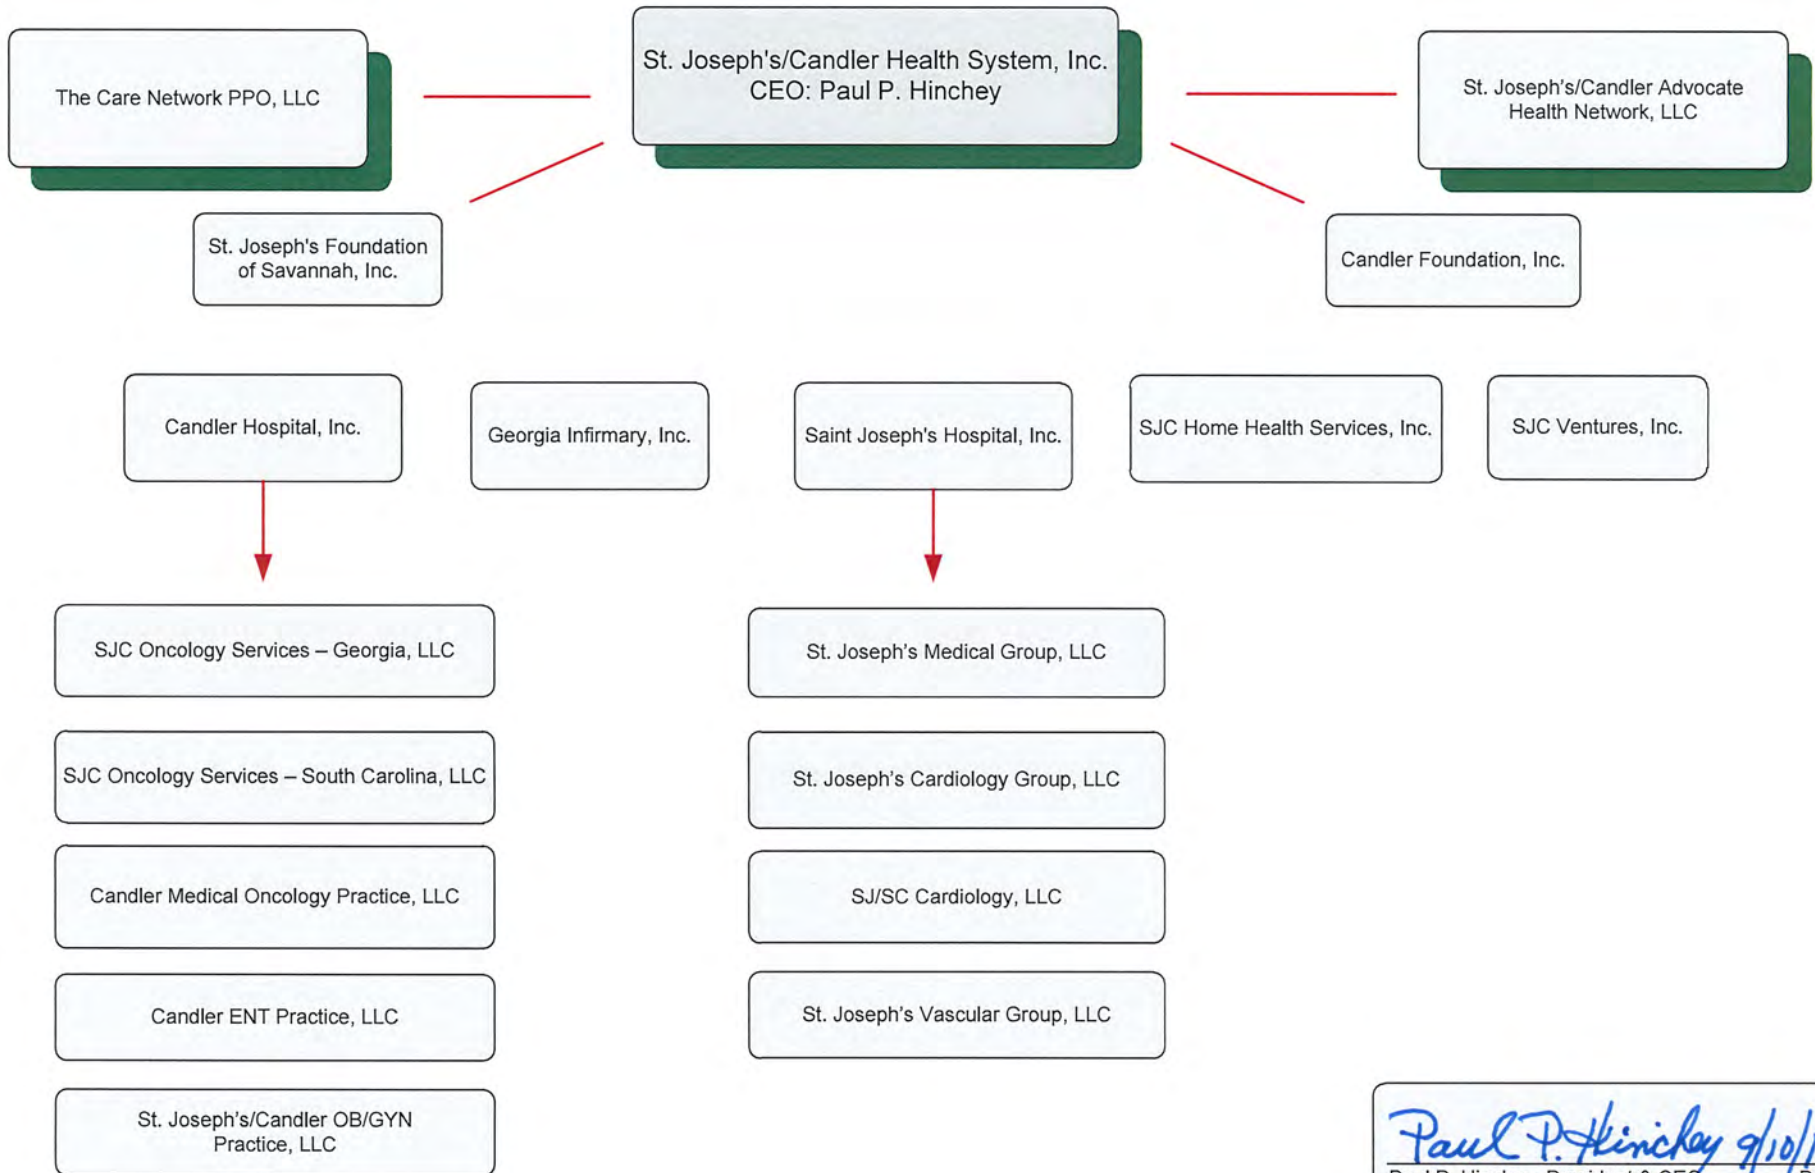 The Care Network PPO, LLC
St. Joseph's/Candler Health System, Inc.
CEO: Paul P. Hinchey
St. Joseph's/Candler Advocate
Health Network, LLC
St. Joseph's Foundation
of Savannah, Inc.
Candler Foundation, Inc.
Candler Hospital, Inc.
Georgia Infirmary, Inc.
Saint Joseph's Hospital, Inc.
SJC Home Health Services, Inc.
SJC Ventures, Inc.
SJC Oncology Services – Georgia, LLC
SJC Oncology Services – South Carolina, LLC
Candler Medical Oncology Practice, LLC
Candler ENT Practice, LLC
St. Joseph's/Candler OB/GYN
Practice, LLC
St. Joseph's Medical Group, LLC
St. Joseph's Cardiology Group, LLC
SJ/SC Cardiology, LLC
St. Joseph's Vascular Group, LLC
Paul P. Hinchey 9/10/1
Paul P. Hinchey, President & CEO